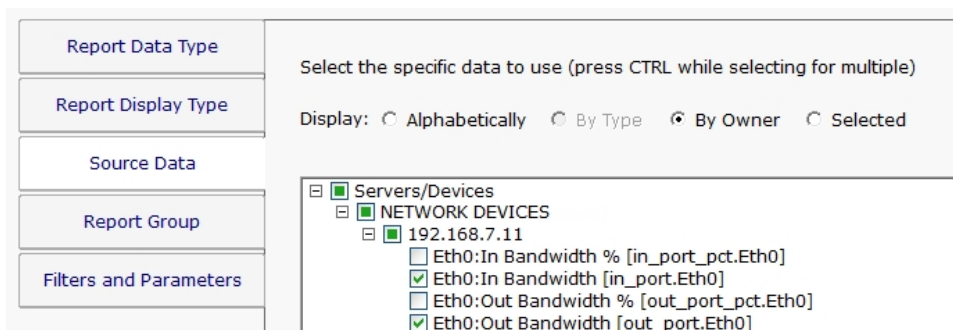 Report Data Type
Report Display Type
Source Data
Report Group
Filters and Parameters
Select the specific data to use (press CTRL while selecting for multiple)
Display: Alphabetically By Type By Owner Selected
Servers/Devices
NETWORK DEVICES
192.168.7.11
Eth0:In Bandwidth % [in_port_pct.Eth0]
Eth0:In Bandwidth [in_port.Eth0]
Eth0:Out Bandwidth % [out_port_pct.Eth0]
Eth0:Out Bandwidth [out_port.Eth0]